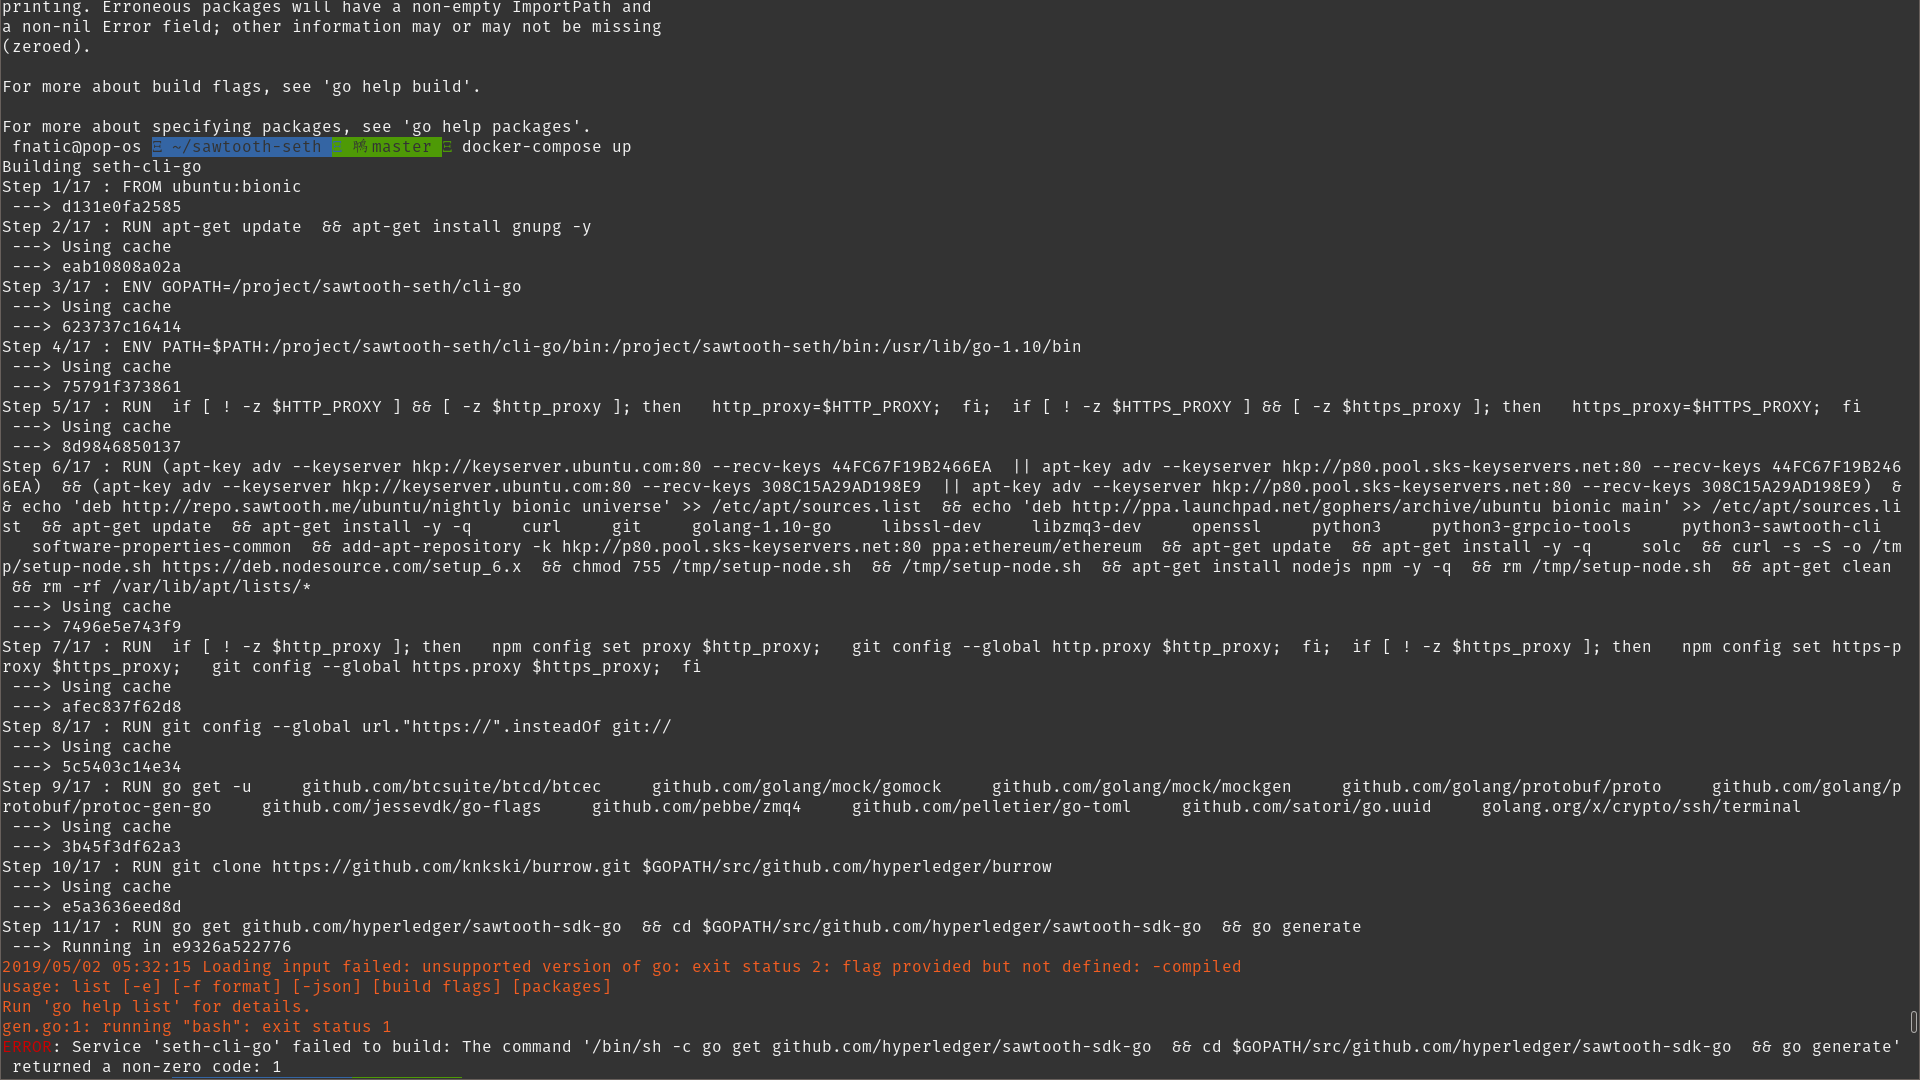 printing. Erroneous packages will have a non-empty ImportPath and
a non-nil Error field; other information may or may not be missing
(zeroed).
For more about build flags, see 'go help build'.
For more about specifying packages, see 'go help packages'.
fnatic@pop-os ~/sawtooth-seth master docker-compose up
Building seth-cli-go
Step 1/17 : FROM ubuntu:bionic
---> d131e0fa2585
Step 2/17 : RUN apt-get update  && apt-get install gnupg -y
---> Using cache
---> eab10808a02a
Step 3/17 : ENV GOPATH=/project/sawtooth-seth/cli-go
---> Using cache
---> 623737c16414
Step 4/17 : ENV PATH=$PATH:/project/sawtooth-seth/cli-go/bin:/project/sawtooth-seth/bin:/usr/lib/go-1.10/bin
---> Using cache
---> 75791f373861
Step 5/17 : RUN  if [ ! -z $HTTP_PROXY ] && [ -z $http_proxy ]; then   http_proxy=$HTTP_PROXY;  fi;  if [ ! -z $HTTPS_PROXY ] && [ -z $https_proxy ]; then   https_proxy=$HTTPS_PROXY;  fi
---> Using cache
---> 8d9846850137
Step 6/17 : RUN (apt-key adv --keyserver hkp://keyserver.ubuntu.com:80 --recv-keys 44FC67F19B2466EA  || apt-key adv --keyserver hkp://p80.pool.sks-keyservers.net:80 --recv-keys 44FC67F19B246
6EA)  && (apt-key adv --keyserver hkp://keyserver.ubuntu.com:80 --recv-keys 308C15A29AD198E9  || apt-key adv --keyserver hkp://p80.pool.sks-keyservers.net:80 --recv-keys 308C15A29AD198E9)  &
& echo 'deb http://repo.sawtooth.me/ubuntu/nightly bionic universe' >> /etc/apt/sources.list  && echo 'deb http://ppa.launchpad.net/gophers/archive/ubuntu bionic main' >> /etc/apt/sources.li
st  && apt-get update  && apt-get install -y -q     curl     git     golang-1.10-go     libssl-dev     libzmq3-dev     openssl     python3     python3-grpcio-tools     python3-sawtooth-cli
software-properties-common  && add-apt-repository -k hkp://p80.pool.sks-keyservers.net:80 ppa:ethereum/ethereum  && apt-get update  && apt-get install -y -q     solc  && curl -s -S -o /tm
p/setup-node.sh https://deb.nodesource.com/setup_6.x  && chmod 755 /tmp/setup-node.sh  && /tmp/setup-node.sh  && apt-get install nodejs npm -y -q  && rm /tmp/setup-node.sh  && apt-get clean
&& rm -rf /var/lib/apt/lists/*
---> Using cache
---> 7496e5e743f9
Step 7/17 : RUN  if [ ! -z $http_proxy ]; then   npm config set proxy $http_proxy;   git config --global http.proxy $http_proxy;  fi;  if [ ! -z $https_proxy ]; then   npm config set https-p
roxy $https_proxy;   git config --global https.proxy $https_proxy;  fi
---> Using cache
---> afec837f62d8
Step 8/17 : RUN git config --global url."https://".insteadOf git://
---> Using cache
---> 5c5403c14e34
Step 9/17 : RUN go get -u     github.com/btcsuite/btcd/btcec     github.com/golang/mock/gomock     github.com/golang/mock/mockgen     github.com/golang/protobuf/proto     github.com/golang/p
rotobuf/protoc-gen-go     github.com/jessevdk/go-flags     github.com/pebbe/zmq4     github.com/pelletier/go-toml     github.com/satori/go.uuid     golang.org/x/crypto/ssh/terminal
---> Using cache
---> 3b45f3df62a3
Step 10/17 : RUN git clone https://github.com/knkski/burrow.git $GOPATH/src/github.com/hyperledger/burrow
---> Using cache
---> e5a3636eed8d
Step 11/17 : RUN go get github.com/hyperledger/sawtooth-sdk-go  && cd $GOPATH/src/github.com/hyperledger/sawtooth-sdk-go  && go generate
---> Running in e9326a522776
2019/05/02 05:32:15 Loading input failed: unsupported version of go: exit status 2: flag provided but not defined: -compiled
usage: list [-e] [-f format] [-json] [build flags] [packages]
Run 'go help list' for details.
gen.go:1: running "bash": exit status 1
ERROR: Service 'seth-cli-go' failed to build: The command '/bin/sh -c go get github.com/hyperledger/sawtooth-sdk-go  && cd $GOPATH/src/github.com/hyperledger/sawtooth-sdk-go  && go generate'
returned a non-zero code: 1